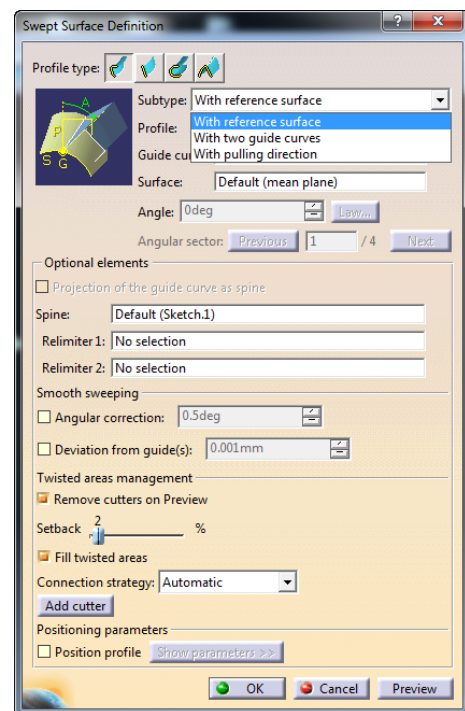 Swept Surface Definition
?
X
Profile type:
A
P
S G
Subtype: With reference surface
With reference surface
With two guide curves
With pulling direction
Profile:
Guide cu
Surface: Default (mean plane)
Angle: 0deg Law...
Angular sector: Previous 1 / 4 Next
Optional elements
Projection of the guide curve as spine
Spine: Default (Sketch.1)
Relimiter 1: No selection
Relimiter 2: No selection
Smooth sweeping
Angular correction: 0.5deg
Deviation from guide(s): 0.001mm
Twisted areas management
Remove cutters on Preview
Setback 2 %
Fill twisted areas
Connection strategy: Automatic
Add cutter
Positioning parameters
Position profile Show parameters >>
OK Cancel Preview